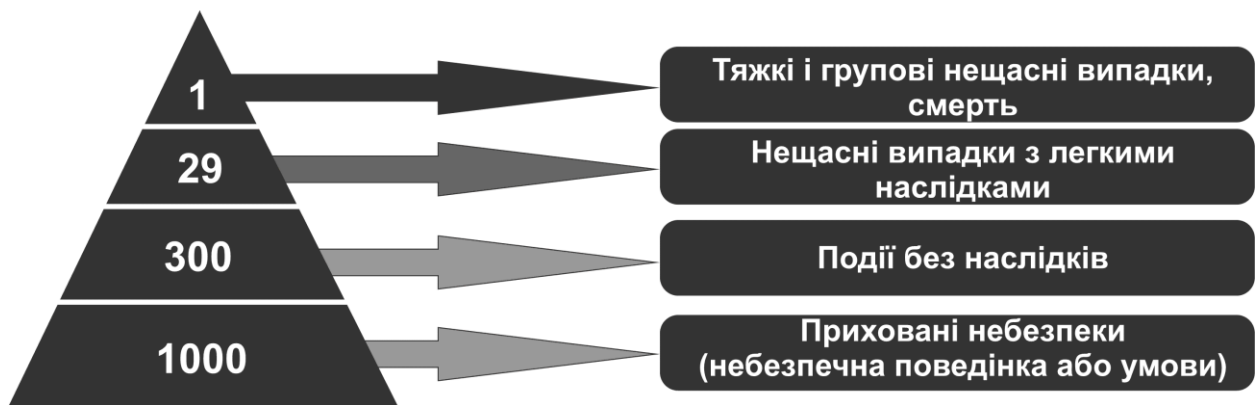 1
Тяжкі і групові нещасні випадки,
смерть
29
Нещасні випадки з легкими
наслідками
300
Події без наслідків
1000
Приховані небезпеки
(небезпечна поведінка або умови)